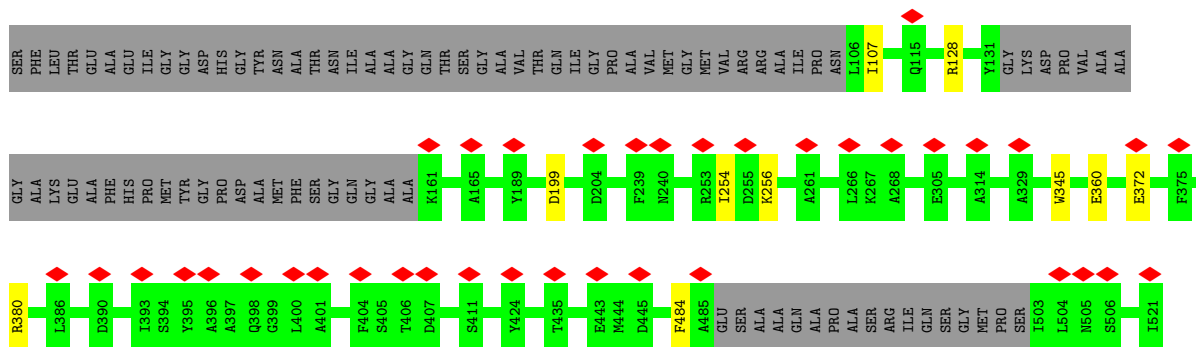 SER PHE LEU THR GLU ALA GLU ILE GLY GLY ASP HIS GLY TYR ASN ALA THR ASN ILE ALA ALA GLY GLN THR SER GLY ALA VAL THR GLN ILE GLY PRO ALA VAL MET GLY MET VAL ARG ARG ALA ILE PRO ASN L106 I107 Q115 R128 Y131 GLY LYS ASP PRO VAL ALA ALA
GLY ALA LYS GLU ALA PHE HIS PRO MET TYR GLY PRO ASP ALA MET PHE SER GLY GLN GLY ALA ALA K161 A165 Y189 D199 D204 F239 N240 R253 I254 D255 K256 A261 L266 K267 A268 E305 A314 A329 W345 E360 E372 F375
R380 L386 D390 I393 S394 Y395 A396 A397 Q398 G399 L400 A401 F404 S405 T406 D407 S411 Y424 T435 E443 M444 D445 F484 A485 GLU SER ALA ALA GLN ALA PRO ALA SER ARG ILE GLN SER GLY MET PRO SER I503 L504 N505 S506 I521